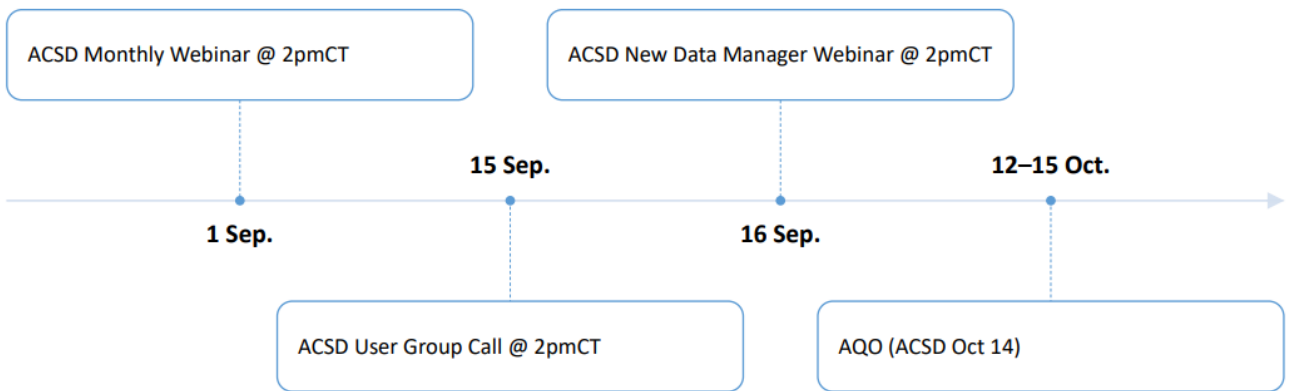 ACSD Monthly Webinar @ 2pmCT
ACSD New Data Manager Webinar @ 2pmCT
15 Sep.
12–15 Oct.
1 Sep.
16 Sep.
ACSD User Group Call @ 2pmCT
AQO (ACSD Oct 14)